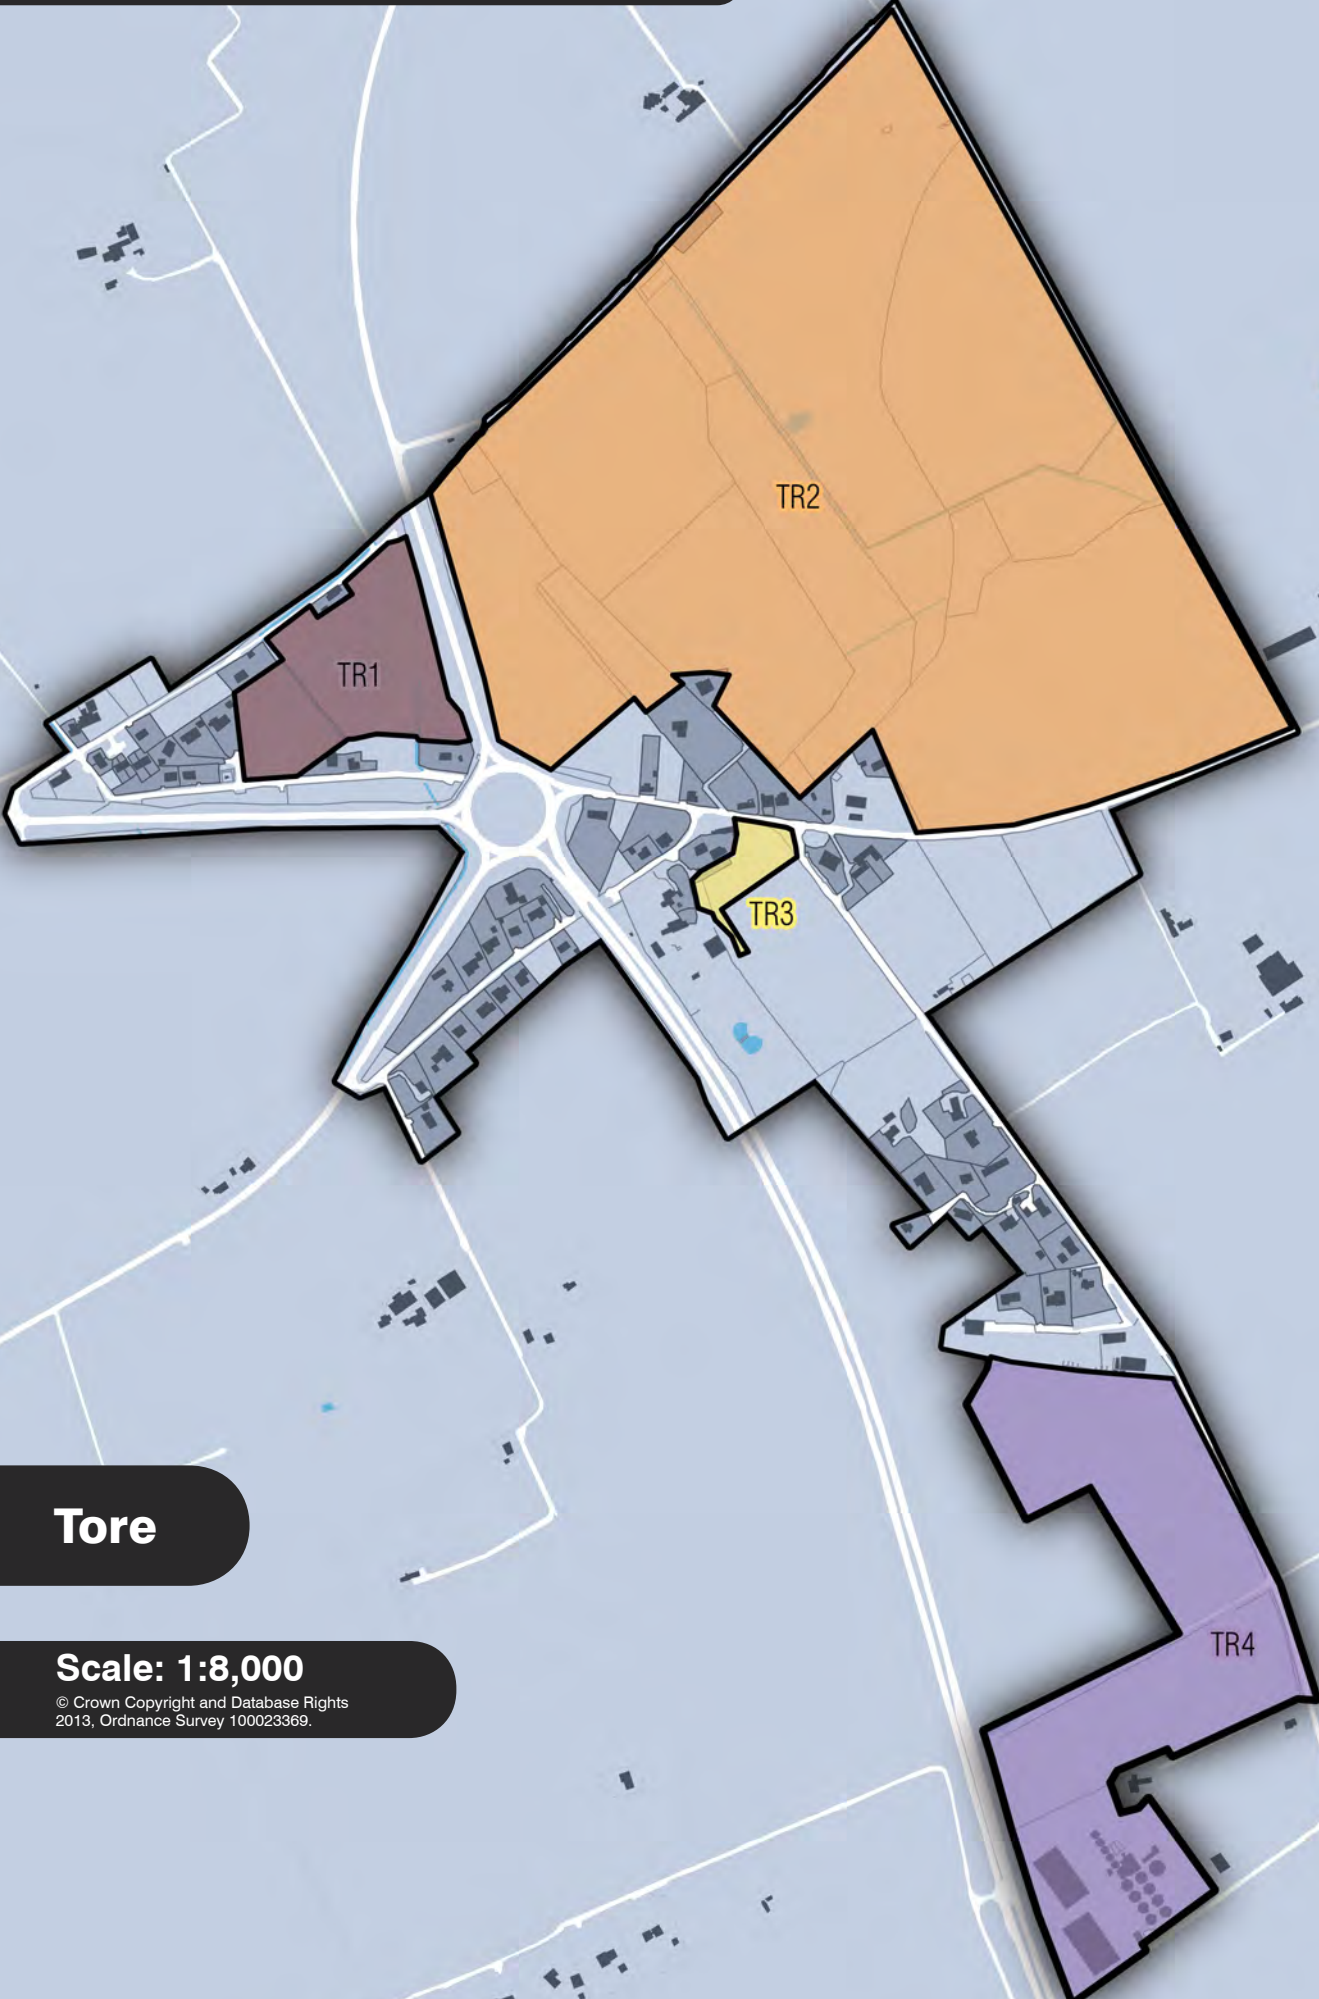 TR2
TR1
TR3
Tore
TR4
Scale: 1:8,000
© Crown Copyright and Database Rights
2013, Ordnance Survey 100023369.